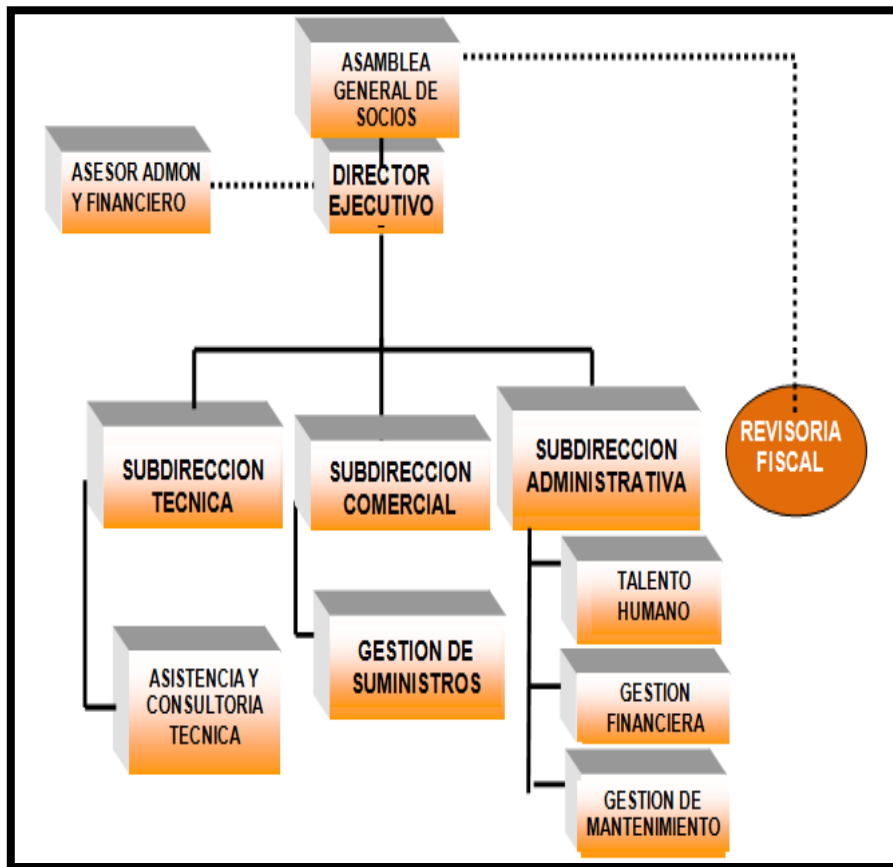 ASAMBLEA
GENERAL DE
SOCIOS
ASESOR ADMON
Y FINANCIERO
DIRECTOR
EJECUTIVO
SUBDIRECCION
TECNICA
SUBDIRECCION
COMERCIAL
SUBDIRECCION
ADMINISTRATIVA
REVISORIA
FISCAL
ASISTENCIA Y
CONSULTORIA
TECNICA
GESTION DE
SUMINISTROS
TALENTO
HUMANO
GESTION
FINANCIERA
GESTION DE
MANTENIMIENTO